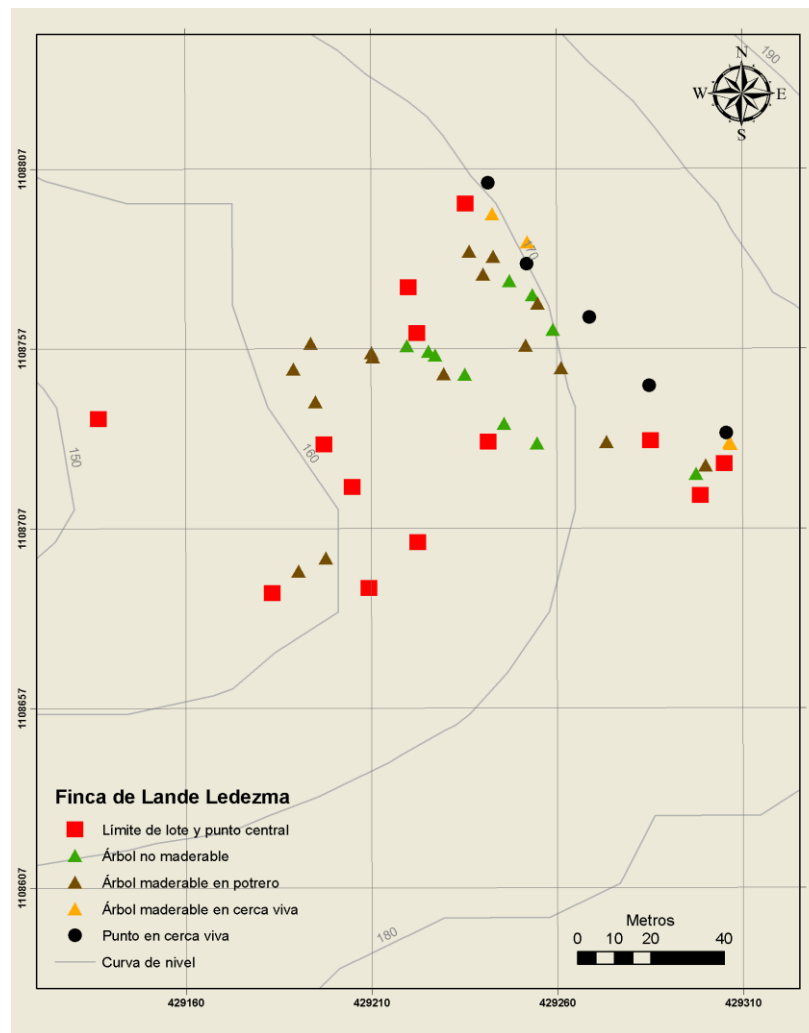 190
N
W E
S
1108807
170
1108757
160
150
1108707
1108657
Finca de Lande Ledezma
Límite de lote y punto central
Árbol no maderable
Árbol maderable en potrero
Árbol maderable en cerca viva
Punto en cerca viva
Curva de nivel
1108607
180
Metros
0 10 20 40
429160 429210 429260 429310